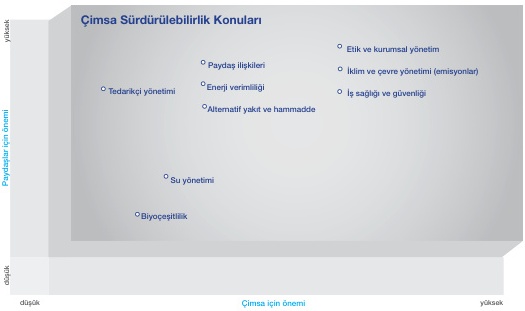 Çimsa Sürdürülebilirlik Konuları
yüksek
Paydaşlar için önemi
düşük
Etik ve kurumsal yönetim
Paydaş ilişkileri
İklim ve çevre yönetimi (emisyonlar)
Tedarikçi yönetimi
Enerji verimliliği
İş sağlığı ve güvenliği
Alternatif yakıt ve hammadde
Su yönetimi
Biyoçeşitlilik
düşük
Çimsa için önemi
yüksek